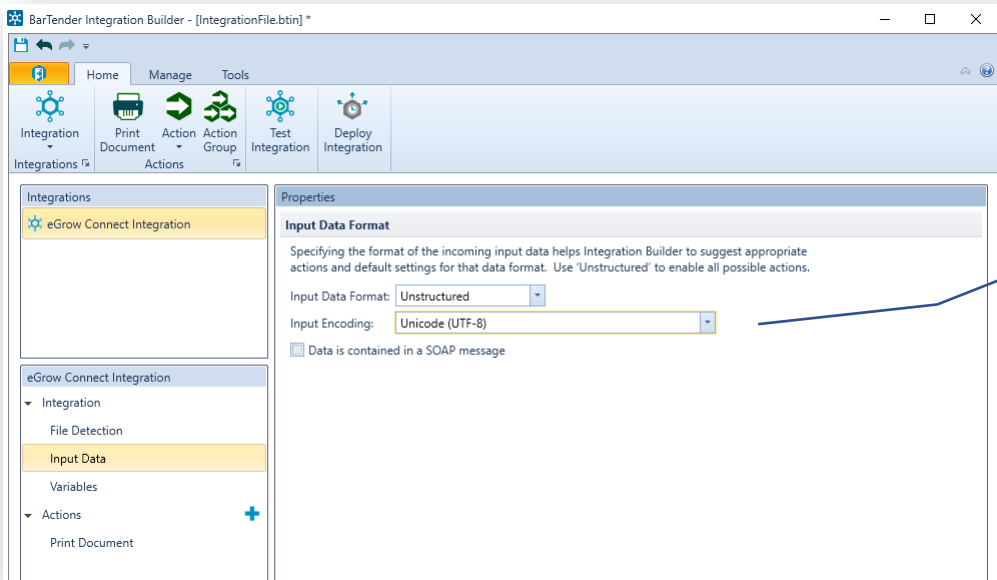 BarTender Integration Builder - [IntegrationFile.btin] *
Home Manage Tools
Integration
Print Document
Action
Action Group
Test Integration
Deploy Integration
Integrations
Actions
Integrations
eGrow Connect Integration
eGrow Connect Integration
Integration
File Detection
Input Data
Variables
Actions
Print Document
Properties
Input Data Format
Specifying the format of the incoming input data helps Integration Builder to suggest appropriate
actions and default settings for that data format. Use 'Unstructured' to enable all possible actions.
Input Data Format: Unstructured
Input Encoding: Unicode (UTF-8)
Data is contained in a SOAP message